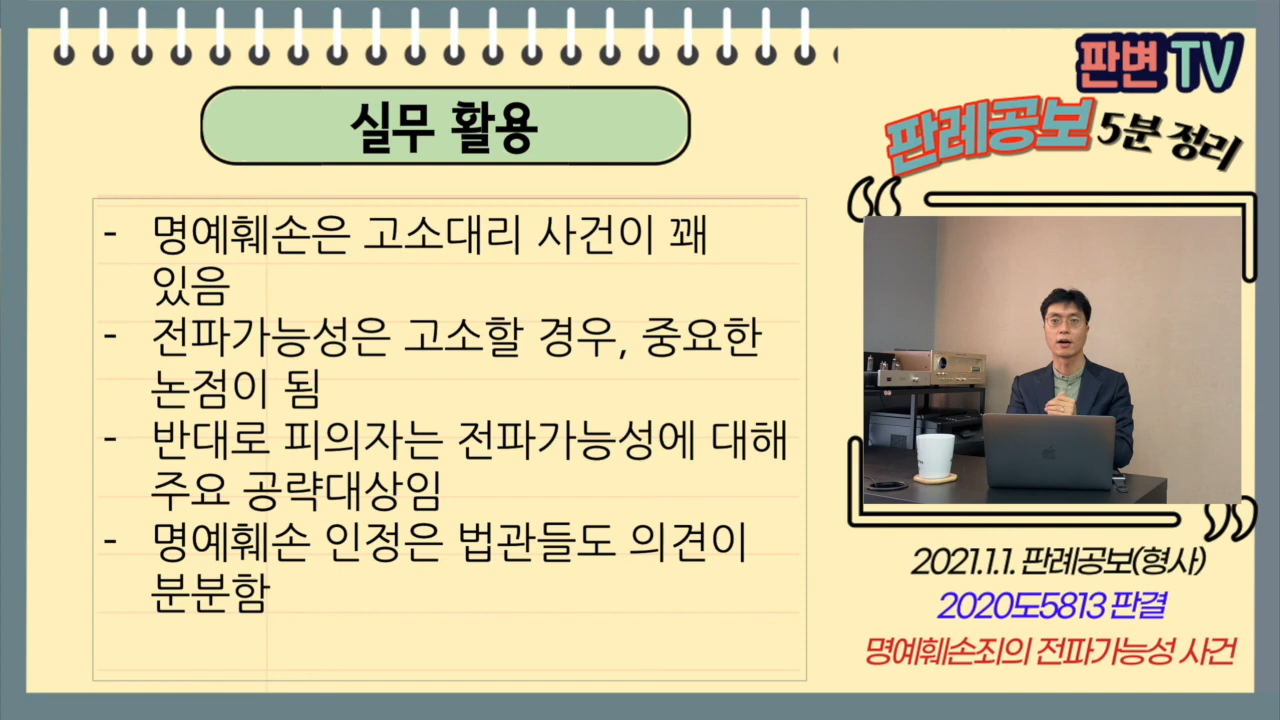 판변 TV
판례공보 5분 정리
실무 활용
- 명예훼손은 고소대리 사건이 꽤
있음
- 전파가능성은 고소할 경우, 중요한
논점이 됨
- 반대로 피의자는 전파가능성에 대해
주요 공략대상임
- 명예훼손 인정은 법관들도 의견이
분분함
2021.1.1. 판례공보(형사)
2020도5813 판결
명예훼손죄의 전파가능성 사건